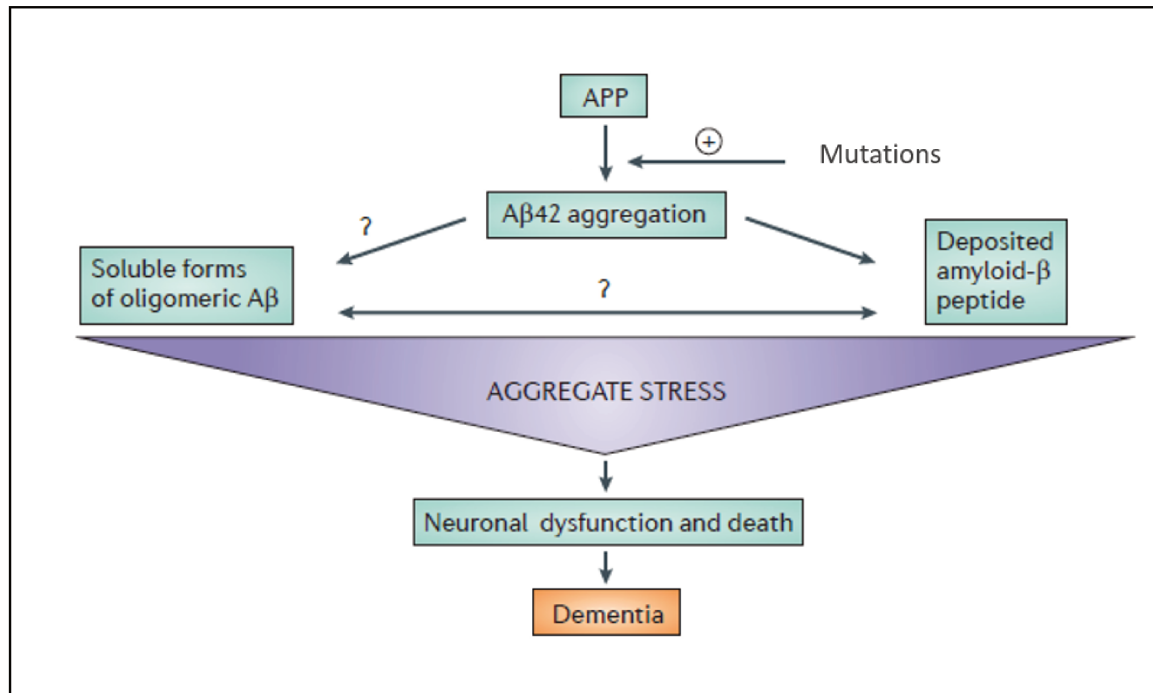 APP
+
Mutations
Aβ42 aggregation
?
Soluble forms
of oligomeric Aβ
?
Deposited
amyloid-β
peptide
AGGREGATE STRESS
Neuronal dysfunction and death
Dementia